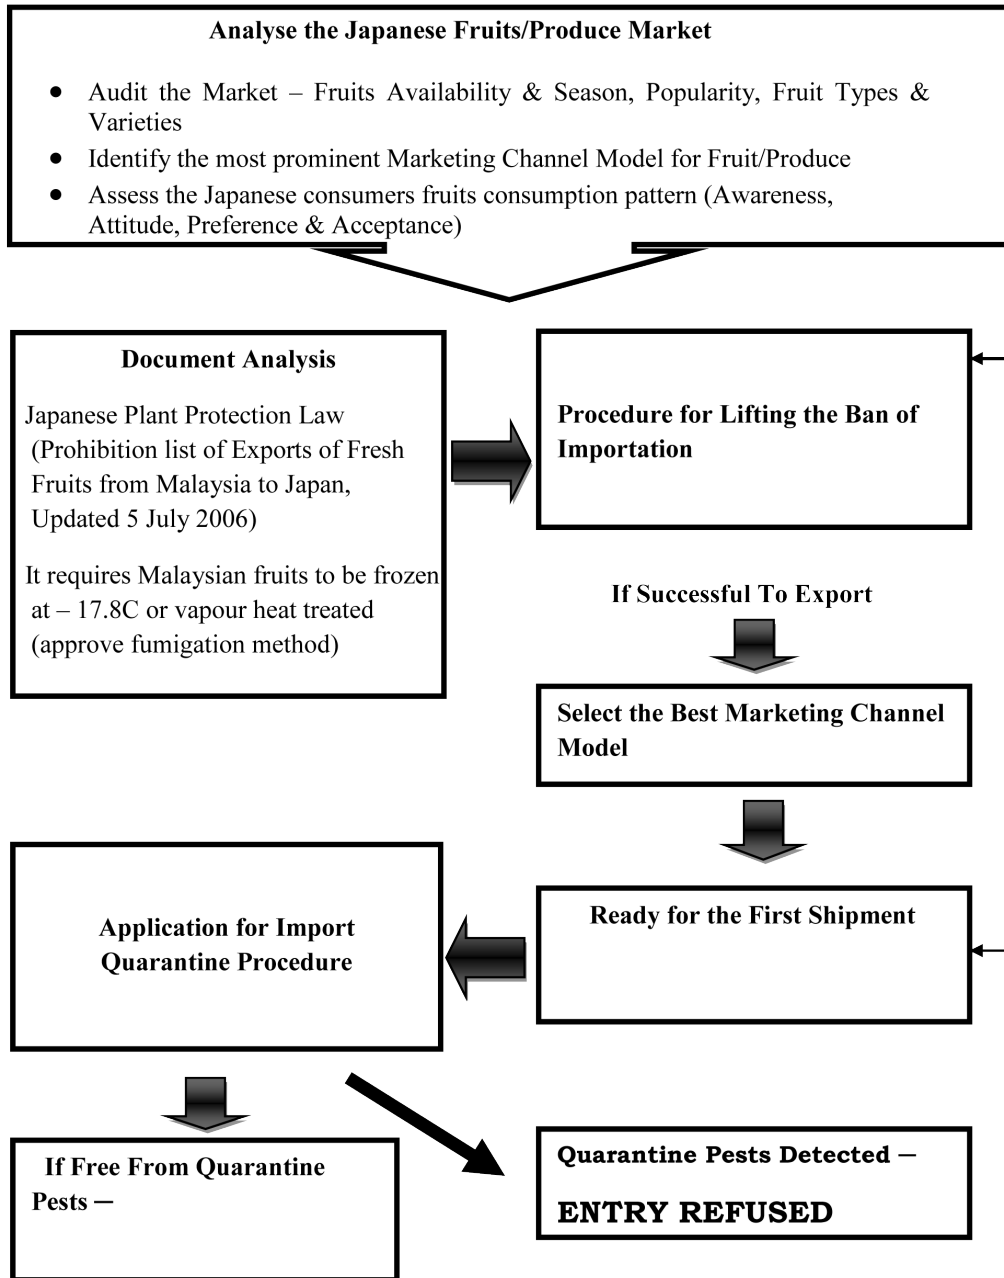 Analyse the Japanese Fruits/Produce Market
● Audit the Market – Fruits Availability & Season, Popularity, Fruit Types &
Varieties
● Identify the most prominent Marketing Channel Model for Fruit/Produce
● Assess the Japanese consumers fruits consumption pattern (Awareness,
Attitude, Preference & Acceptance)
Document Analysis
Japanese Plant Protection Law
(Prohibition list of Exports of Fresh
Fruits from Malaysia to Japan,
Updated 5 July 2006)
It requires Malaysian fruits to be frozen
at – 17.8C or vapour heat treated
(approve fumigation method)
Procedure for Lifting the Ban of
Importation
If Successful To Export
Select the Best Marketing Channel
Model
Ready for the First Shipment
Application for Import
Quarantine Procedure
If Free From Quarantine
Pests –
Quarantine Pests Detected –
ENTRY REFUSED